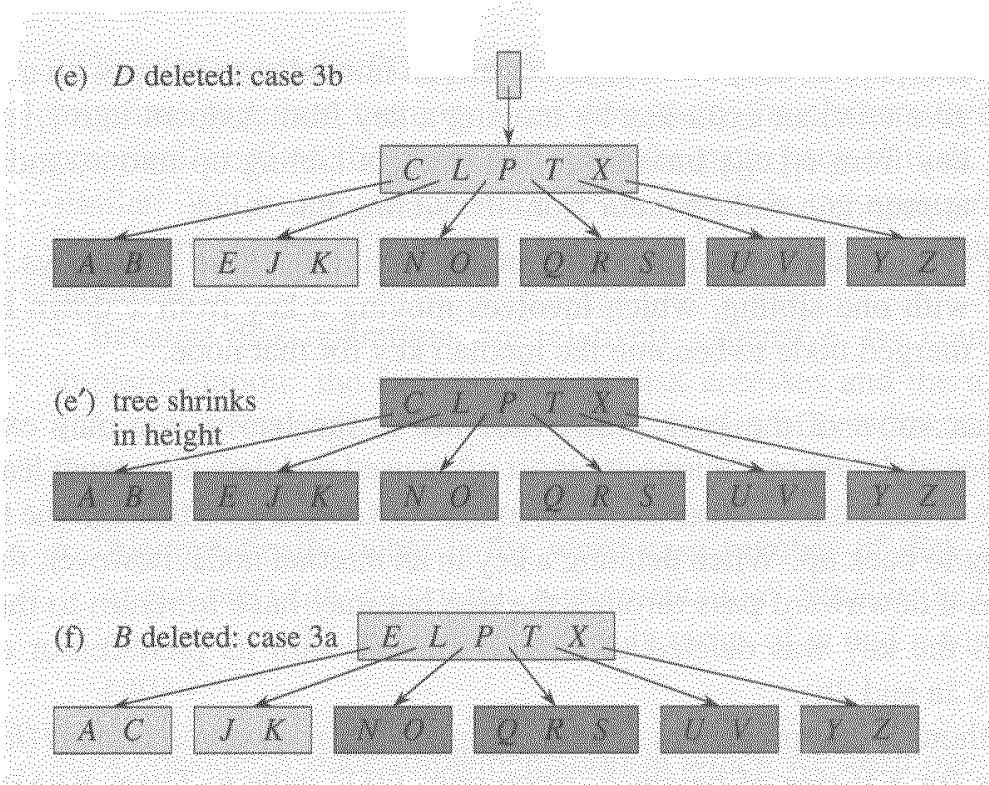 (e) D deleted: case 3b
C L P T X
A B E J K N O Q R S U V Y Z
(e′) tree shrinks
in height
C L P T X
A B E J K N O Q R S U V Y Z
(f) B deleted: case 3a
E L P T X
A C J K N O Q R S U V Y Z